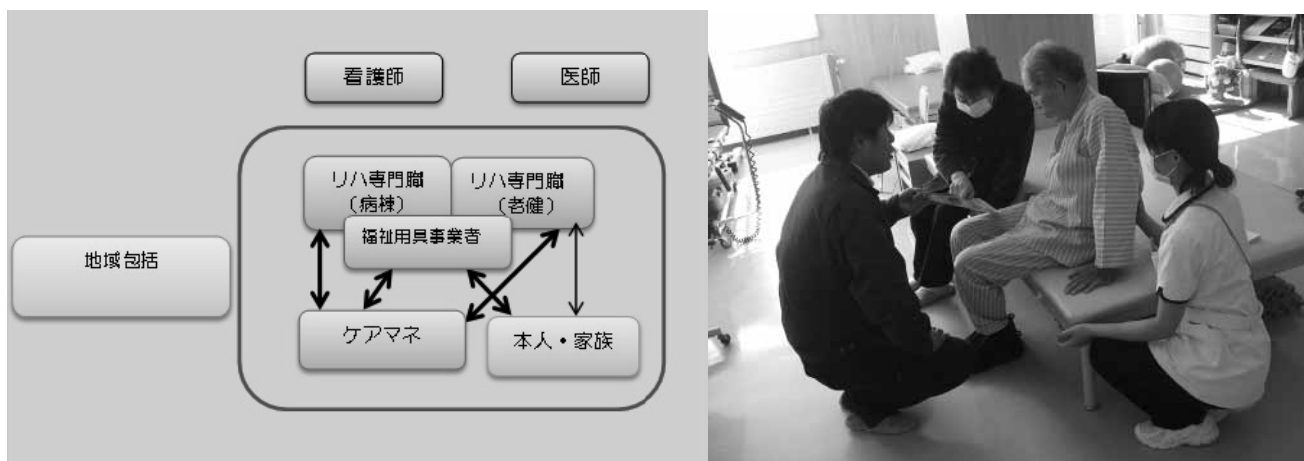 看護師
医師
リハ専門職
(病棟)
リハ専門職
(老健)
福祉用具事業者
地域包括
ケアマネ
本人・家族